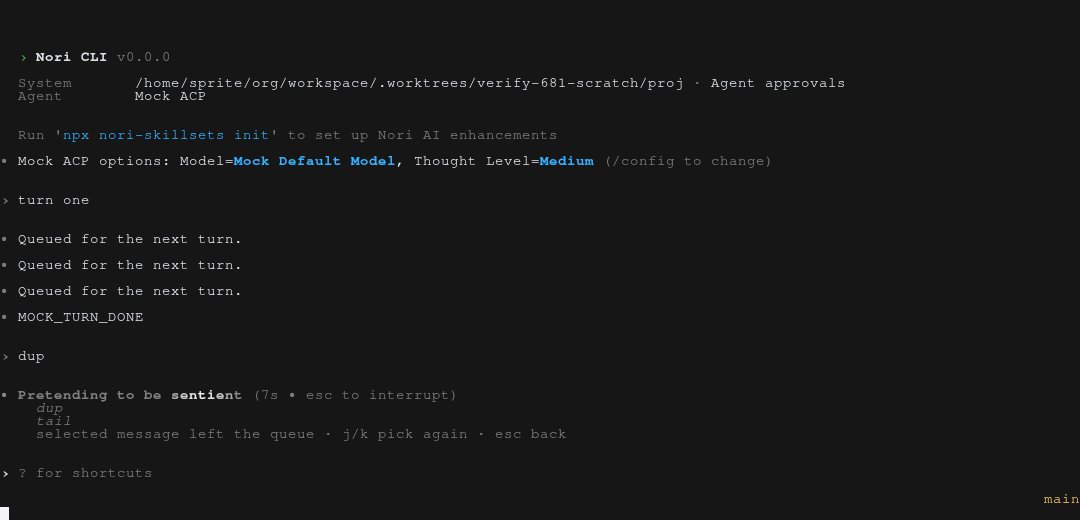 › Nori CLI v0.0.0
System /home/sprite/org/workspace/.worktrees/verify-681-scratch/proj · Agent approvals
Agent Mock ACP
Run 'npx nori-skillsets init' to set up Nori AI enhancements
• Mock ACP options: Model=Mock Default Model, Thought Level=Medium (/config to change)
› turn one
• Queued for the next turn.
• Queued for the next turn.
• Queued for the next turn.
• MOCK_TURN_DONE
› dup
• Pretending to be sentient (7s • esc to interrupt)
dup
tail
selected message left the queue · j/k pick again · esc back
› ? for shortcuts
main